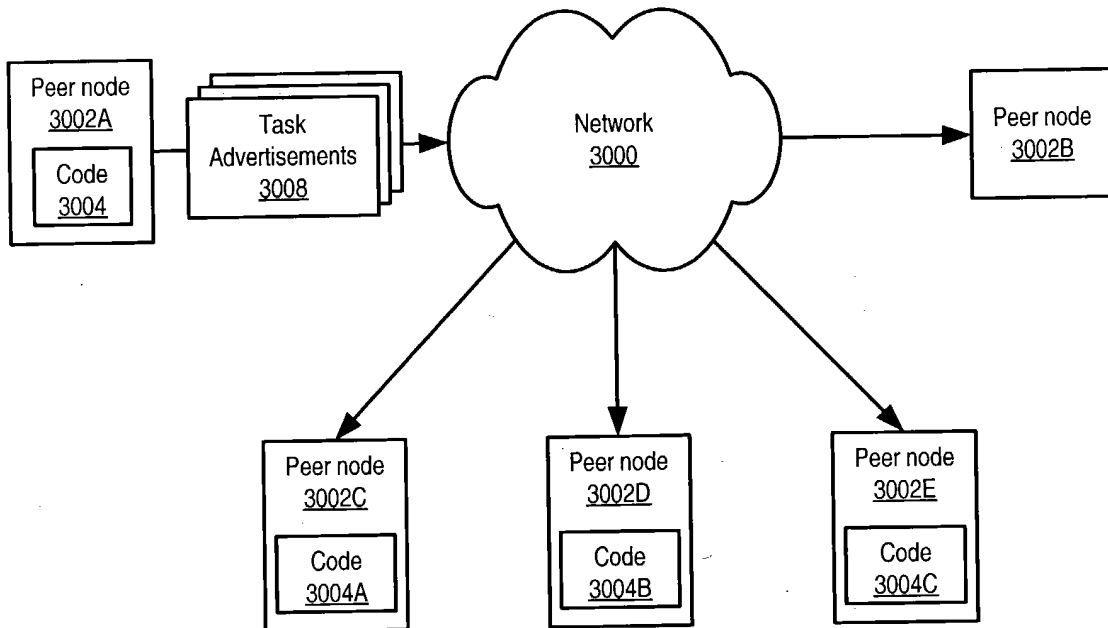 Peer node
3002A
Code
3004
Task
Advertisements
3008
Network
3000
Peer node
3002B
Peer node
3002C
Code
3004A
Peer node
3002D
Code
3004B
Peer node
3002E
Code
3004C